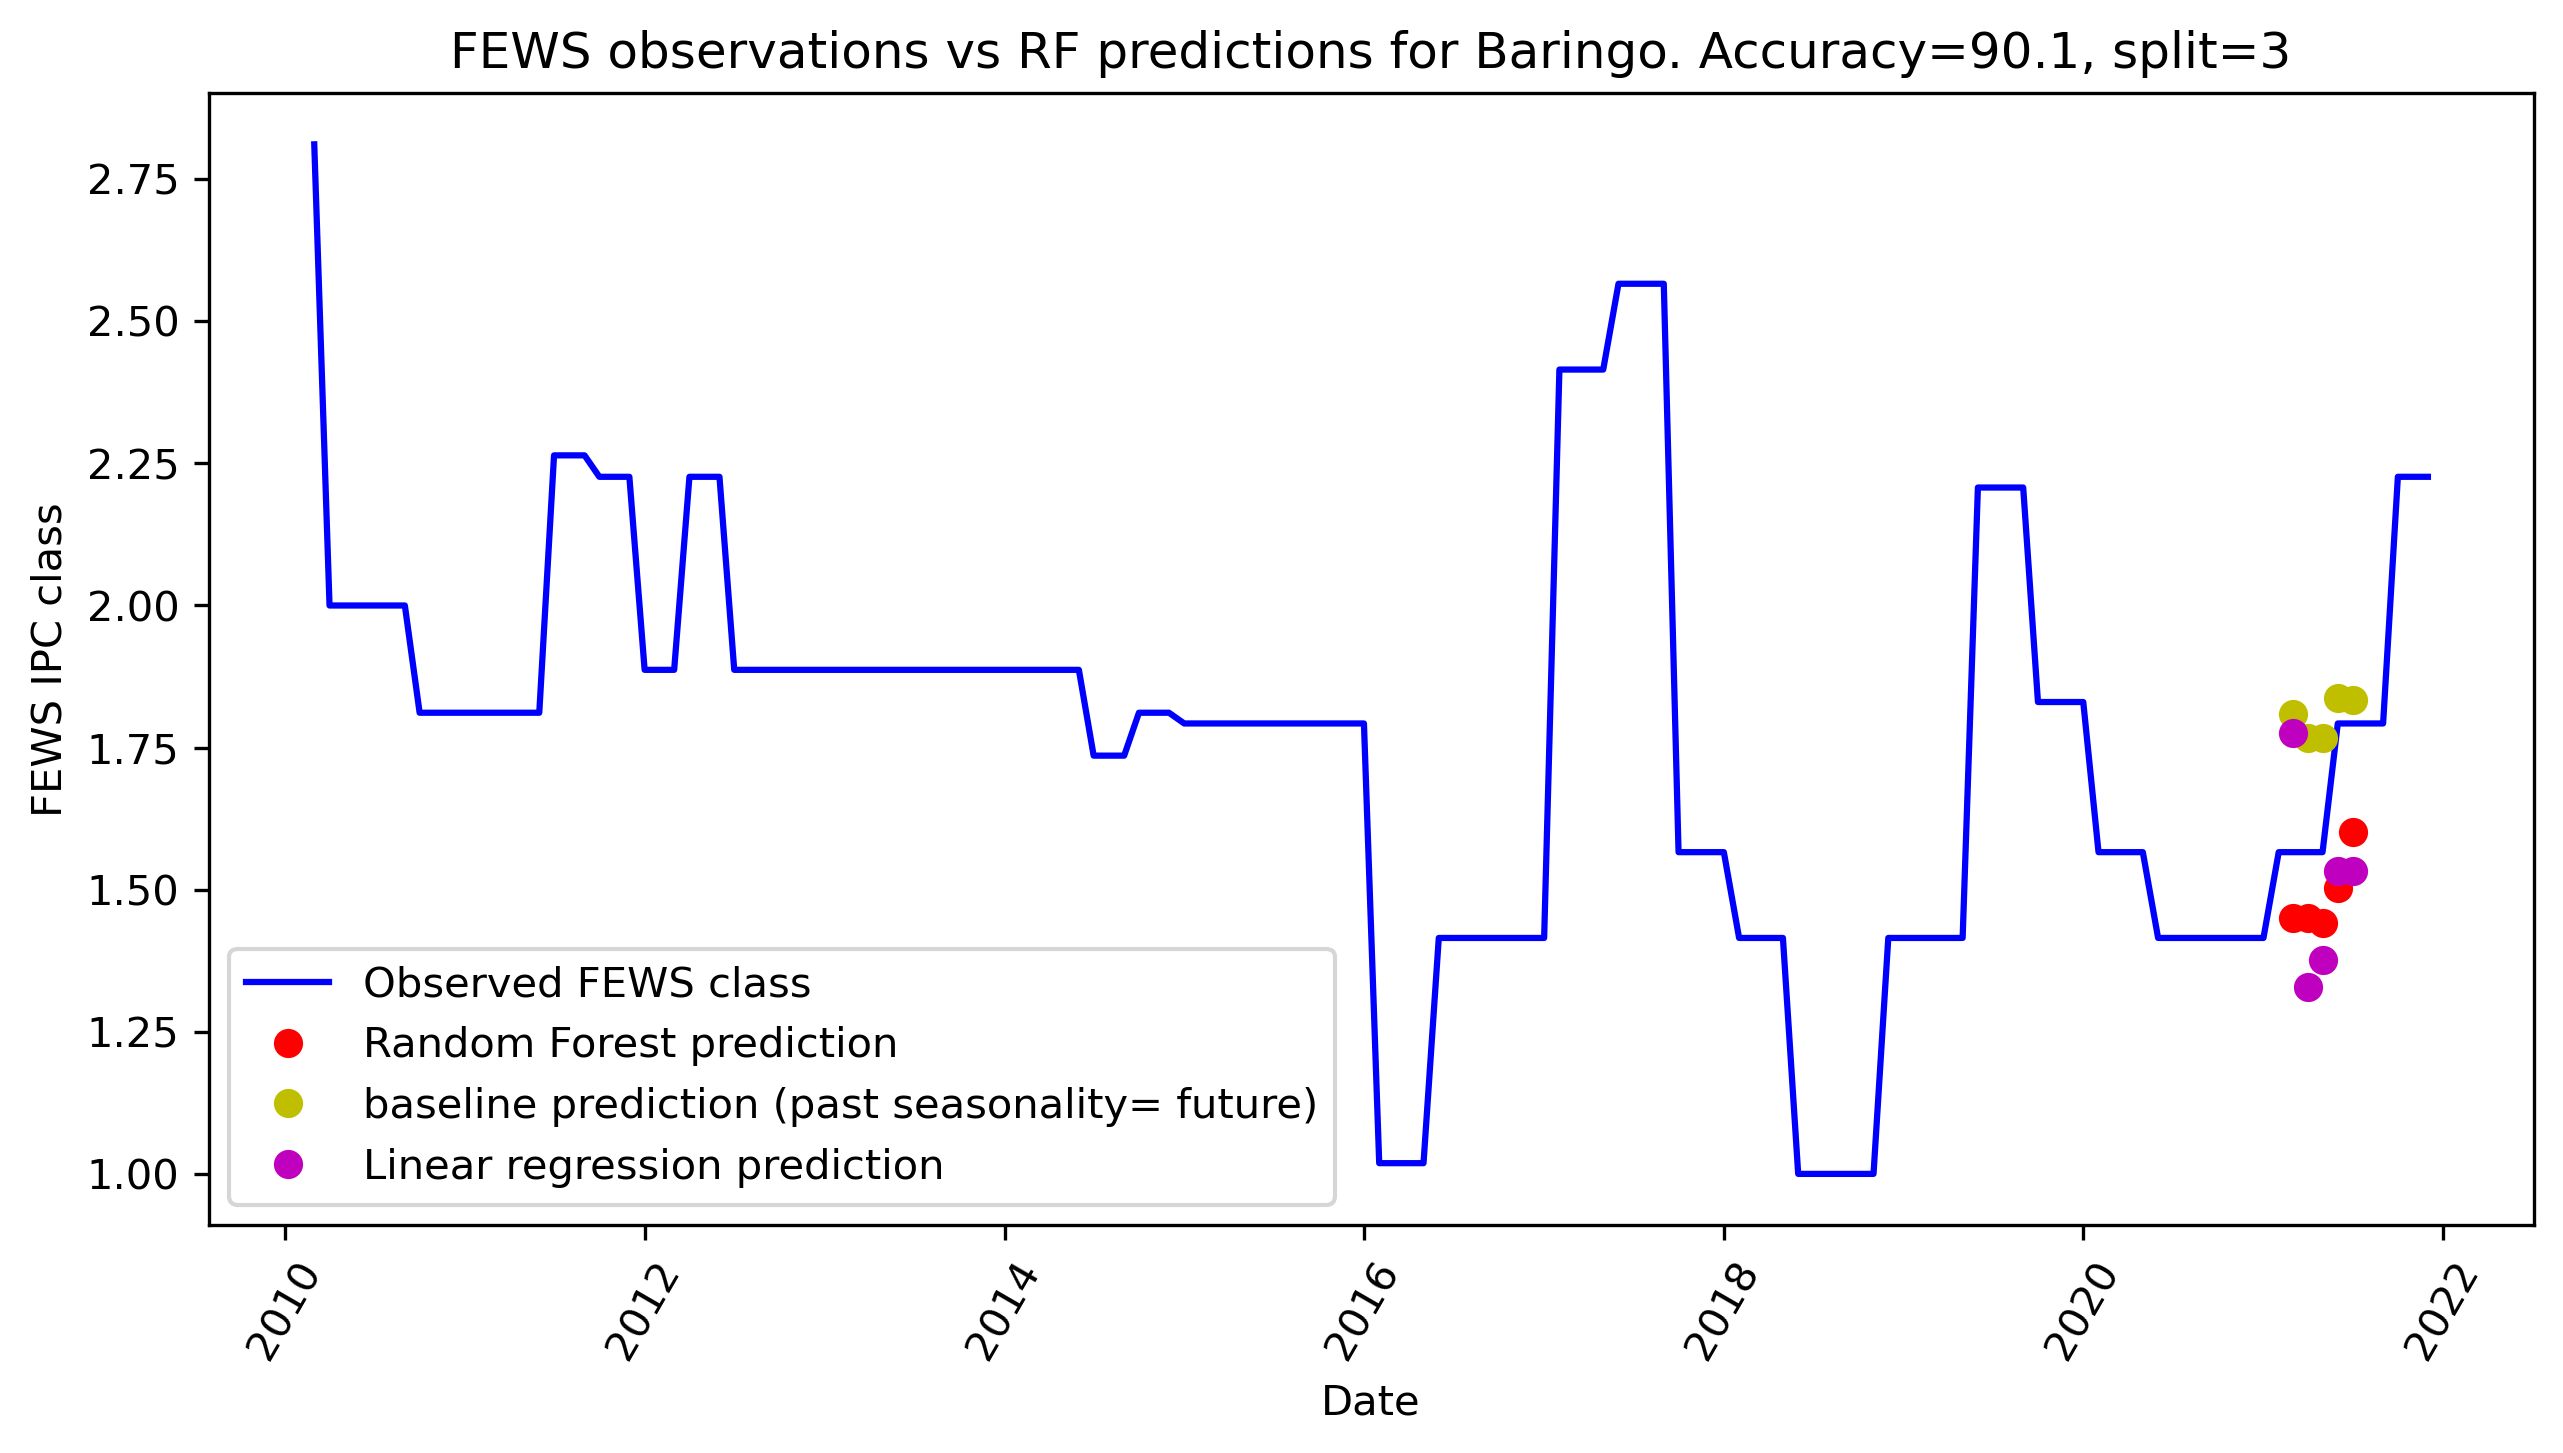 FEWS observations vs RF predictions for Baringo. Accuracy=90.1, split=3
FEWS IPC class
2.75
2.50
2.25
2.00
1.75
1.50
1.25
1.00
Observed FEWS class
Random Forest prediction
baseline prediction (past seasonality= future)
Linear regression prediction
2010
2012
2014
2016
2018
2020
2022
Date